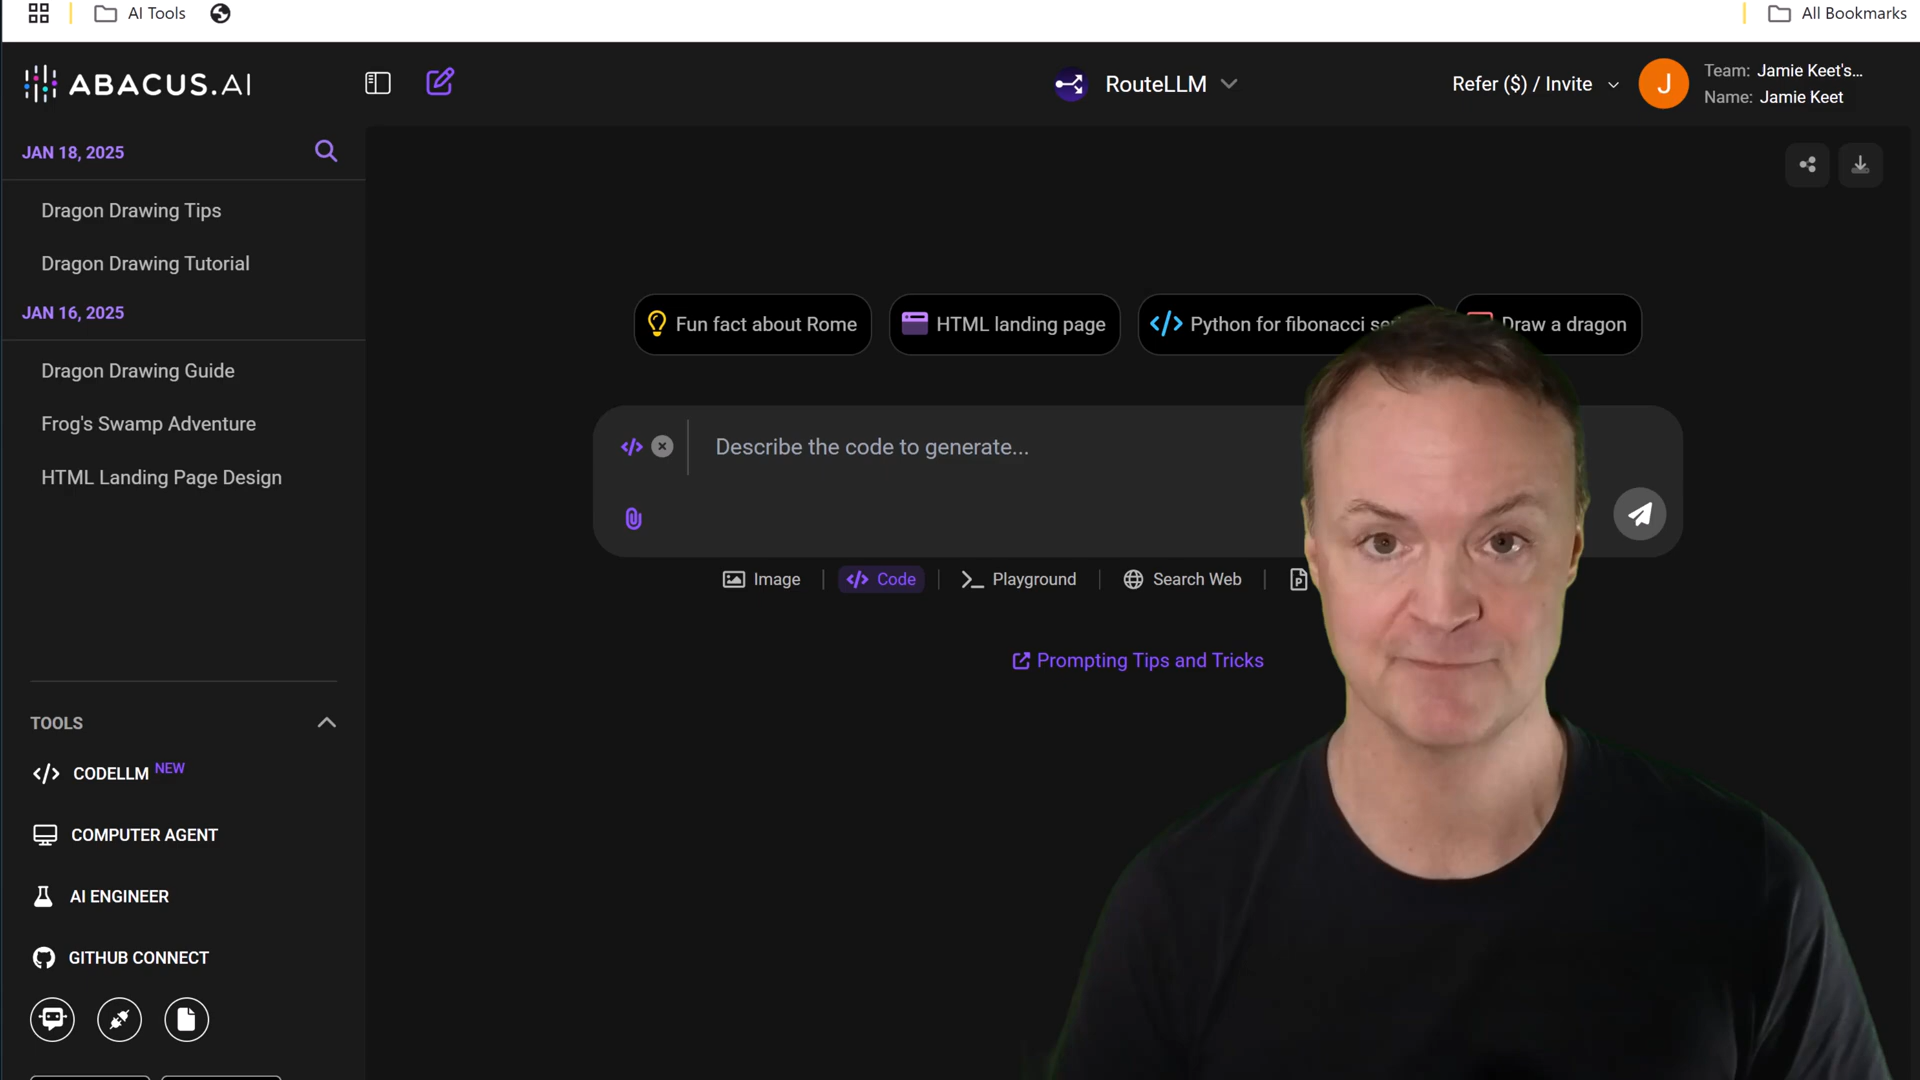 AI Tools
All Bookmarks
ABACUS.AI
RouteLLM
Refer ($) / Invite
J
Team: Jamie Keet's...
Name: Jamie Keet
JAN 18, 2025
Dragon Drawing Tips
Dragon Drawing Tutorial
JAN 16, 2025
Dragon Drawing Guide
Frog's Swamp Adventure
HTML Landing Page Design
Fun fact about Rome
HTML landing page
Python for fibonacci
Draw a dragon
Describe the code to generate...
Image
Code
Playground
Search Web
Prompting Tips and Tricks
TOOLS
CODELLM NEW
COMPUTER AGENT
AI ENGINEER
GITHUB CONNECT